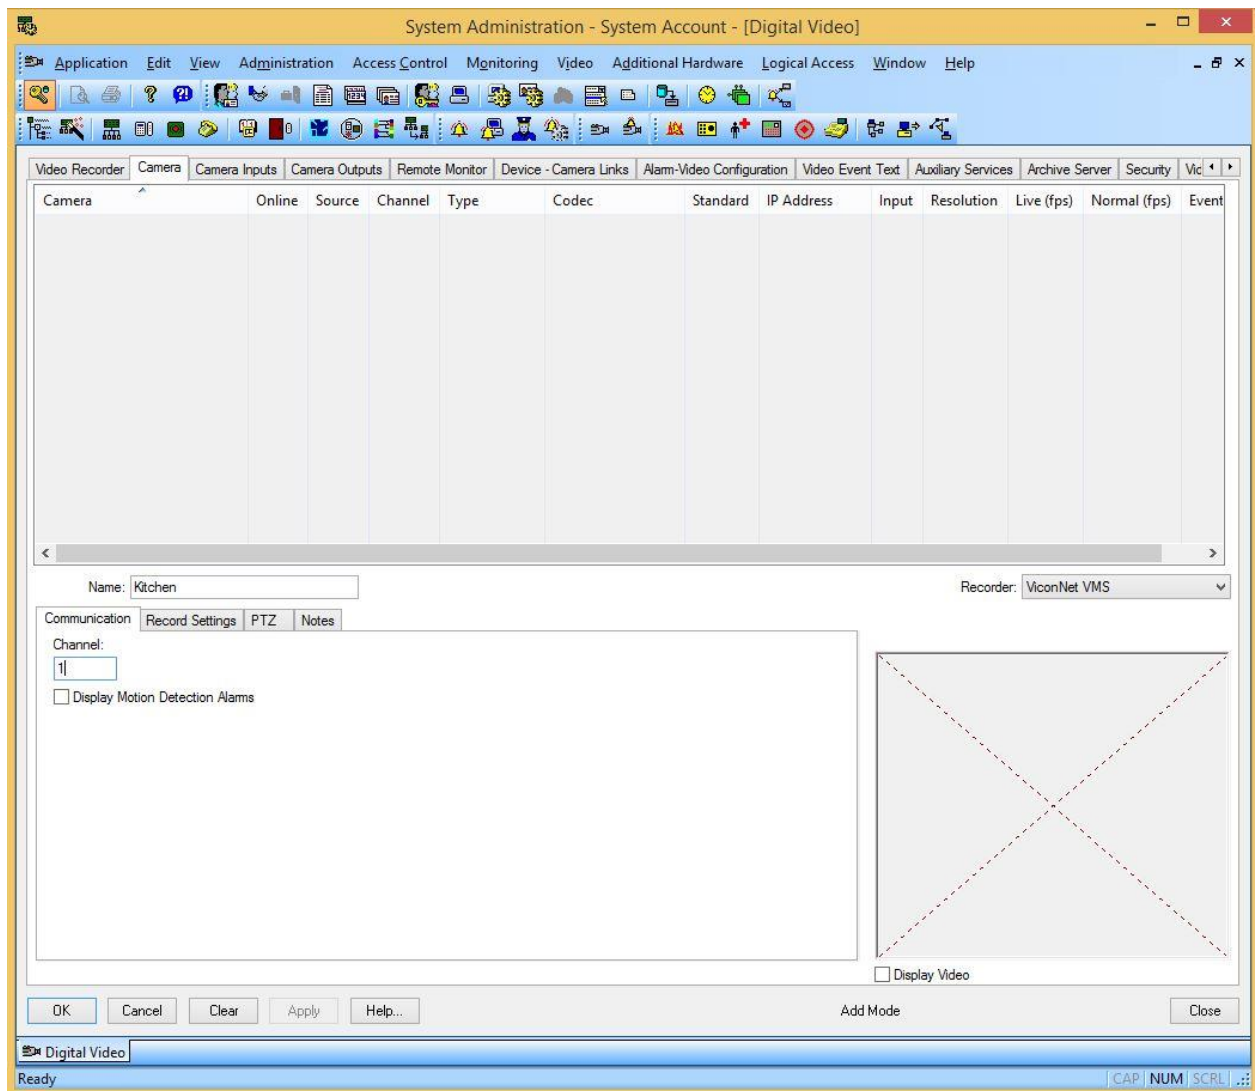 System Administration - System Account - [Digital Video]
Application Edit View Administration Access Control Monitoring Video Additional Hardware Logical Access Window Help
Video Recorder Camera Camera Inputs Camera Outputs Remote Monitor Device - Camera Links Alarm-Video Configuration Video Event Text Auxiliary Services Archive Server Security Vic
Camera Online Source Channel Type Codec Standard IP Address Input Resolution Live (fps) Normal (fps) Event
Name: Kitchen Recorder: ViconNet VMS
Communication Record Settings PTZ Notes
Channel:
1
Display Motion Detection Alarms
Display Video
OK Cancel Clear Apply Help... Add Mode Close
Digital Video
Ready CAP NUM SCRL